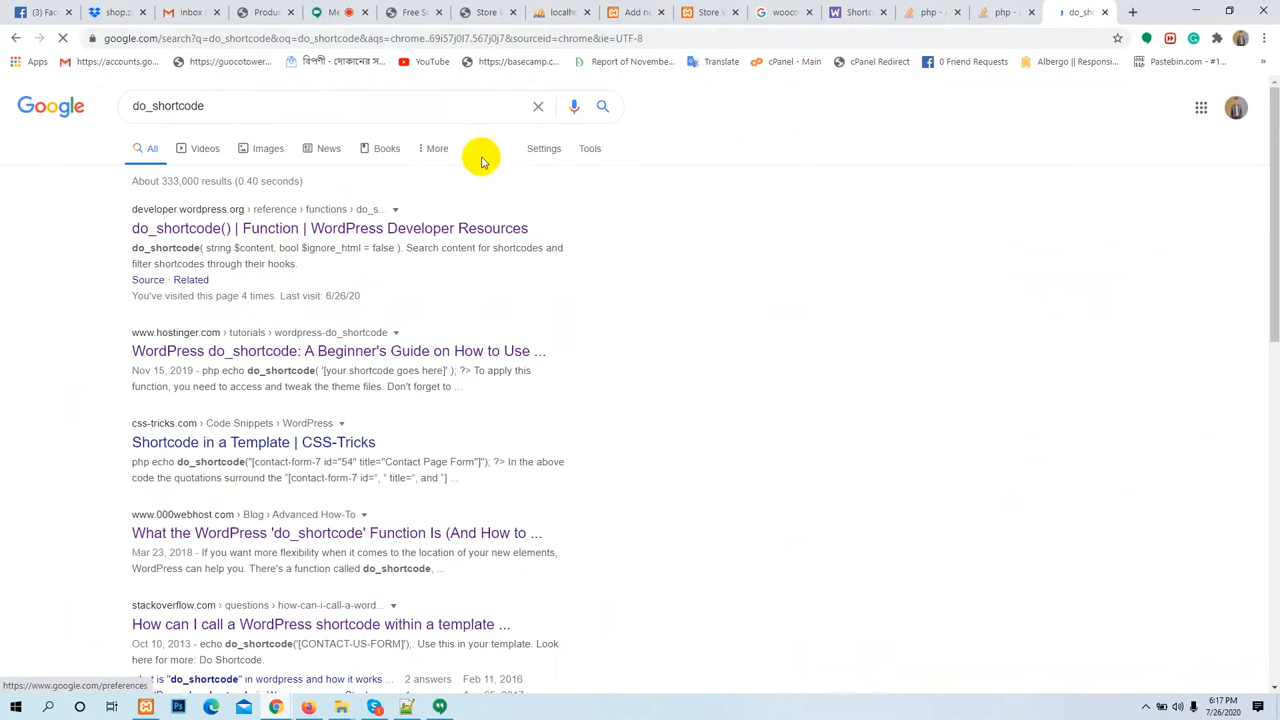 (3) Face
shop.z
Inbox
Produ
Me
Free S
Store V
localh
Add ne
Store V
wooco
Shortc
php -
php -
do_sh
google.com/search?q=do_shortcode&oq=do_shortcode&aqs=chrome..69i57j0l7.567j0j7&sourceid=chrome&ie=UTF-8
Apps
https://accounts.go...
https://guocotower...
বিপণী - দোকানের স...
YouTube
https://basecamp.c...
Report of Novembe...
Translate
cPanel - Main
cPanel Redirect
0 Friend Requests
Albergo || Respons...
Pastebin.com - #1...
Google
do_shortcode
All
Videos
Images
News
Books
More
Settings
Tools
About 333,000 results (0.40 seconds)
developer.wordpress.org › reference › functions › do_s...
do_shortcode() | Function | WordPress Developer Resources
do_shortcode( string $content, bool $ignore_html = false ). Search content for shortcodes and
filter shortcodes through their hooks.
Source · Related
You've visited this page 4 times. Last visit: 6/26/20
www.hostinger.com › tutorials › wordpress-do_shortcode
WordPress do_shortcode: A Beginner's Guide on How to Use ...
Nov 15, 2019 - php echo do_shortcode( '[your shortcode goes here]' ); ?> To apply this
function, you need to access and tweak the theme files. Don't forget to ...
css-tricks.com › Code Snippets › WordPress
Shortcode in a Template | CSS-Tricks
php echo do_shortcode("[contact-form-7 id="54" title="Contact Page Form"]"); ?> In the above
code the quotations surround the “[contact-form-7 id=”, ” title=”, and “] ...
www.000webhost.com › Blog › Advanced How-To
What the WordPress 'do_shortcode' Function Is (And How to ...
Mar 23, 2018 - If you want more flexibility when it comes to the location of your new elements,
WordPress can help you. There's a function called do_shortcode, ...
stackoverflow.com › questions › how-can-i-call-a-word...
How can I call a WordPress shortcode within a template ...
Oct 10, 2013 - echo do_shortcode('[CONTACT-US-FORM]'); Use this in your template. Look
here for more: Do Shortcode.
hat is "do_shortcode" in wordpress and how it works ...
2 answers
Feb 11, 2016
https://www.google.com/preferences
6:17 PM
7/26/2020